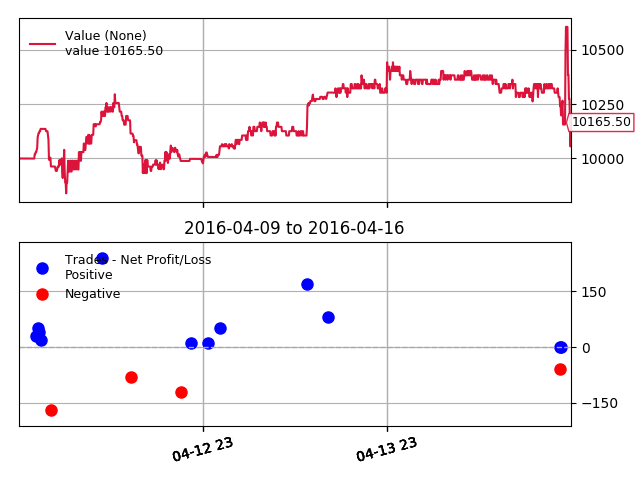 Value (None)
value 10165.50
10500
10250
10165.50
10000
2016-04-09 to 2016-04-16
Trades - Net Profit/Loss
Positive
Negative
150
0
−150
04-12 23
04-13 23